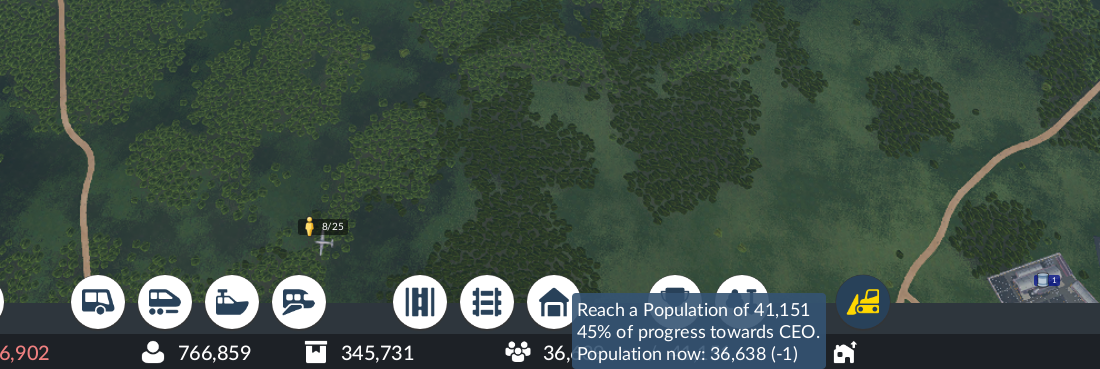 8/25
1
Reach a Population of 41,151
45% of progress towards CEO.
Population now: 36,638 (-1)
6,902
766,859
345,731
36,